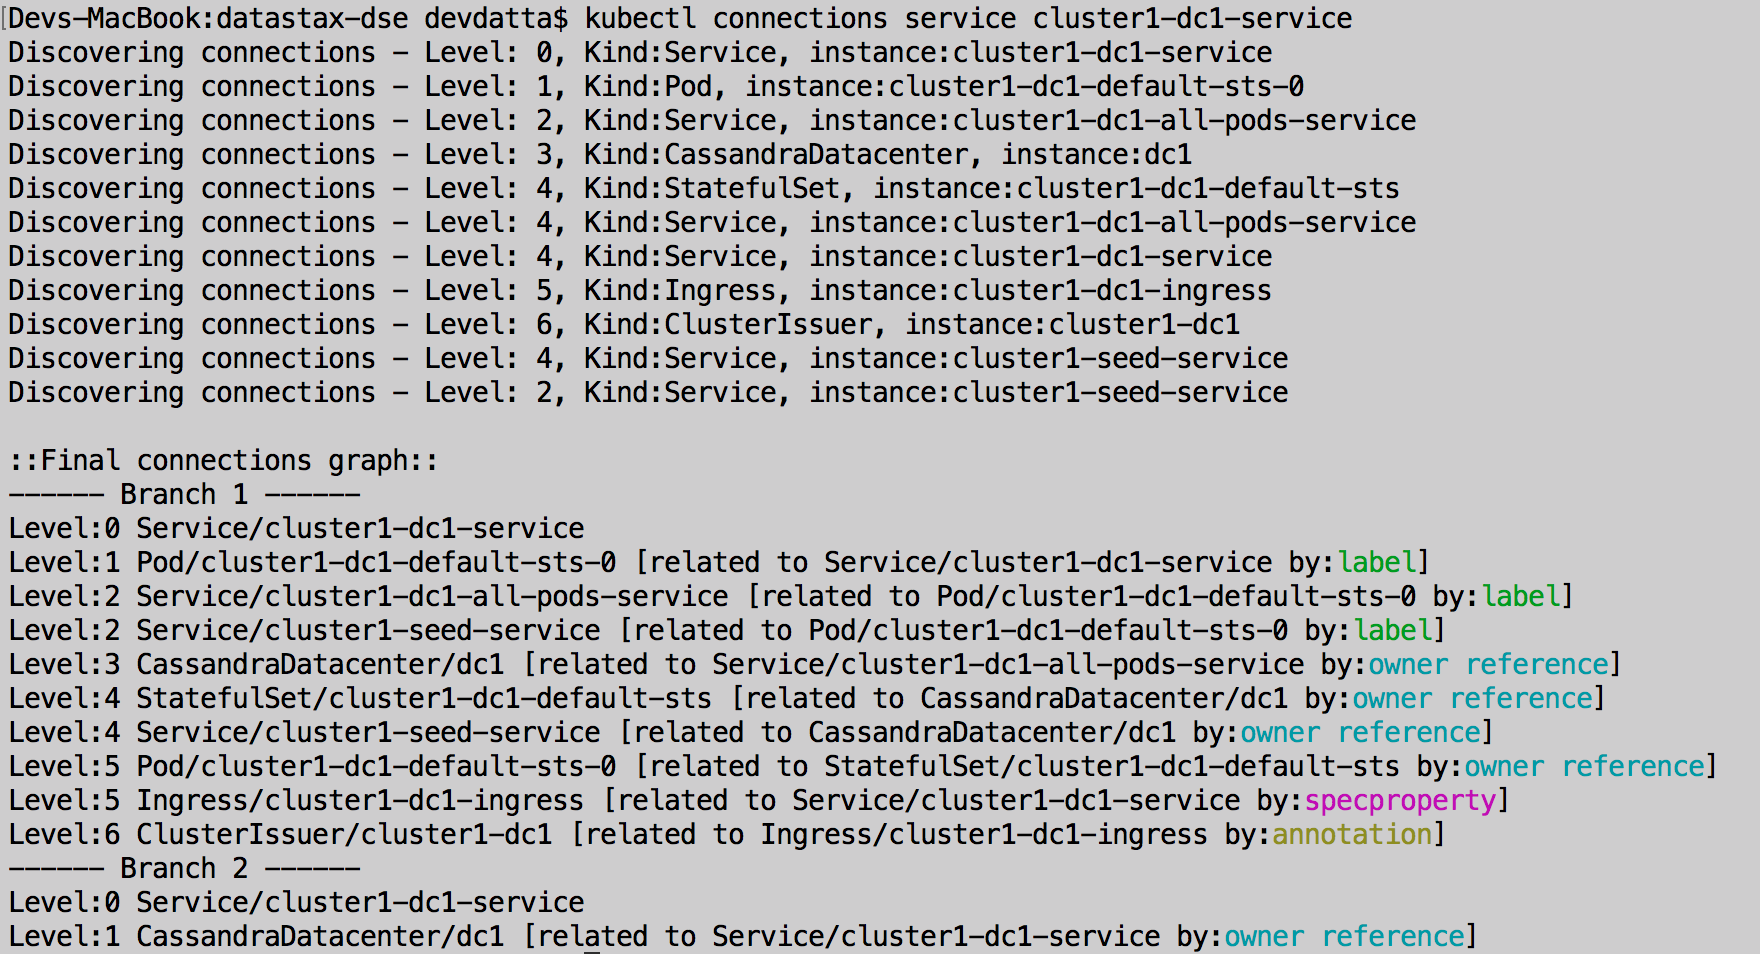 [Devs-MacBook:datastax-dse devdatta$ kubectl connections service cluster1-dc1-service
Discovering connections - Level: 0, Kind:Service, instance:cluster1-dc1-service
Discovering connections - Level: 1, Kind:Pod, instance:cluster1-dc1-default-sts-0
Discovering connections - Level: 2, Kind:Service, instance:cluster1-dc1-all-pods-service
Discovering connections - Level: 3, Kind:CassandraDatacenter, instance:dc1
Discovering connections - Level: 4, Kind:StatefulSet, instance:cluster1-dc1-default-sts
Discovering connections - Level: 4, Kind:Service, instance:cluster1-dc1-all-pods-service
Discovering connections - Level: 4, Kind:Service, instance:cluster1-dc1-service
Discovering connections - Level: 5, Kind:Ingress, instance:cluster1-dc1-ingress
Discovering connections - Level: 6, Kind:ClusterIssuer, instance:cluster1-dc1
Discovering connections - Level: 4, Kind:Service, instance:cluster1-seed-service
Discovering connections - Level: 2, Kind:Service, instance:cluster1-seed-service
::Final connections graph::
------ Branch 1 ------
Level:0 Service/cluster1-dc1-service
Level:1 Pod/cluster1-dc1-default-sts-0 [related to Service/cluster1-dc1-service by:label]
Level:2 Service/cluster1-dc1-all-pods-service [related to Pod/cluster1-dc1-default-sts-0 by:label]
Level:2 Service/cluster1-seed-service [related to Pod/cluster1-dc1-default-sts-0 by:label]
Level:3 CassandraDatacenter/dc1 [related to Service/cluster1-dc1-all-pods-service by:owner reference]
Level:4 StatefulSet/cluster1-dc1-default-sts [related to CassandraDatacenter/dc1 by:owner reference]
Level:4 Service/cluster1-seed-service [related to CassandraDatacenter/dc1 by:owner reference]
Level:5 Pod/cluster1-dc1-default-sts-0 [related to StatefulSet/cluster1-dc1-default-sts by:owner reference]
Level:5 Ingress/cluster1-dc1-ingress [related to Service/cluster1-dc1-service by:specproperty]
Level:6 ClusterIssuer/cluster1-dc1 [related to Ingress/cluster1-dc1-ingress by:annotation]
------ Branch 2 ------
Level:0 Service/cluster1-dc1-service
Level:1 CassandraDatacenter/dc1 [related to Service/cluster1-dc1-service by:owner reference]